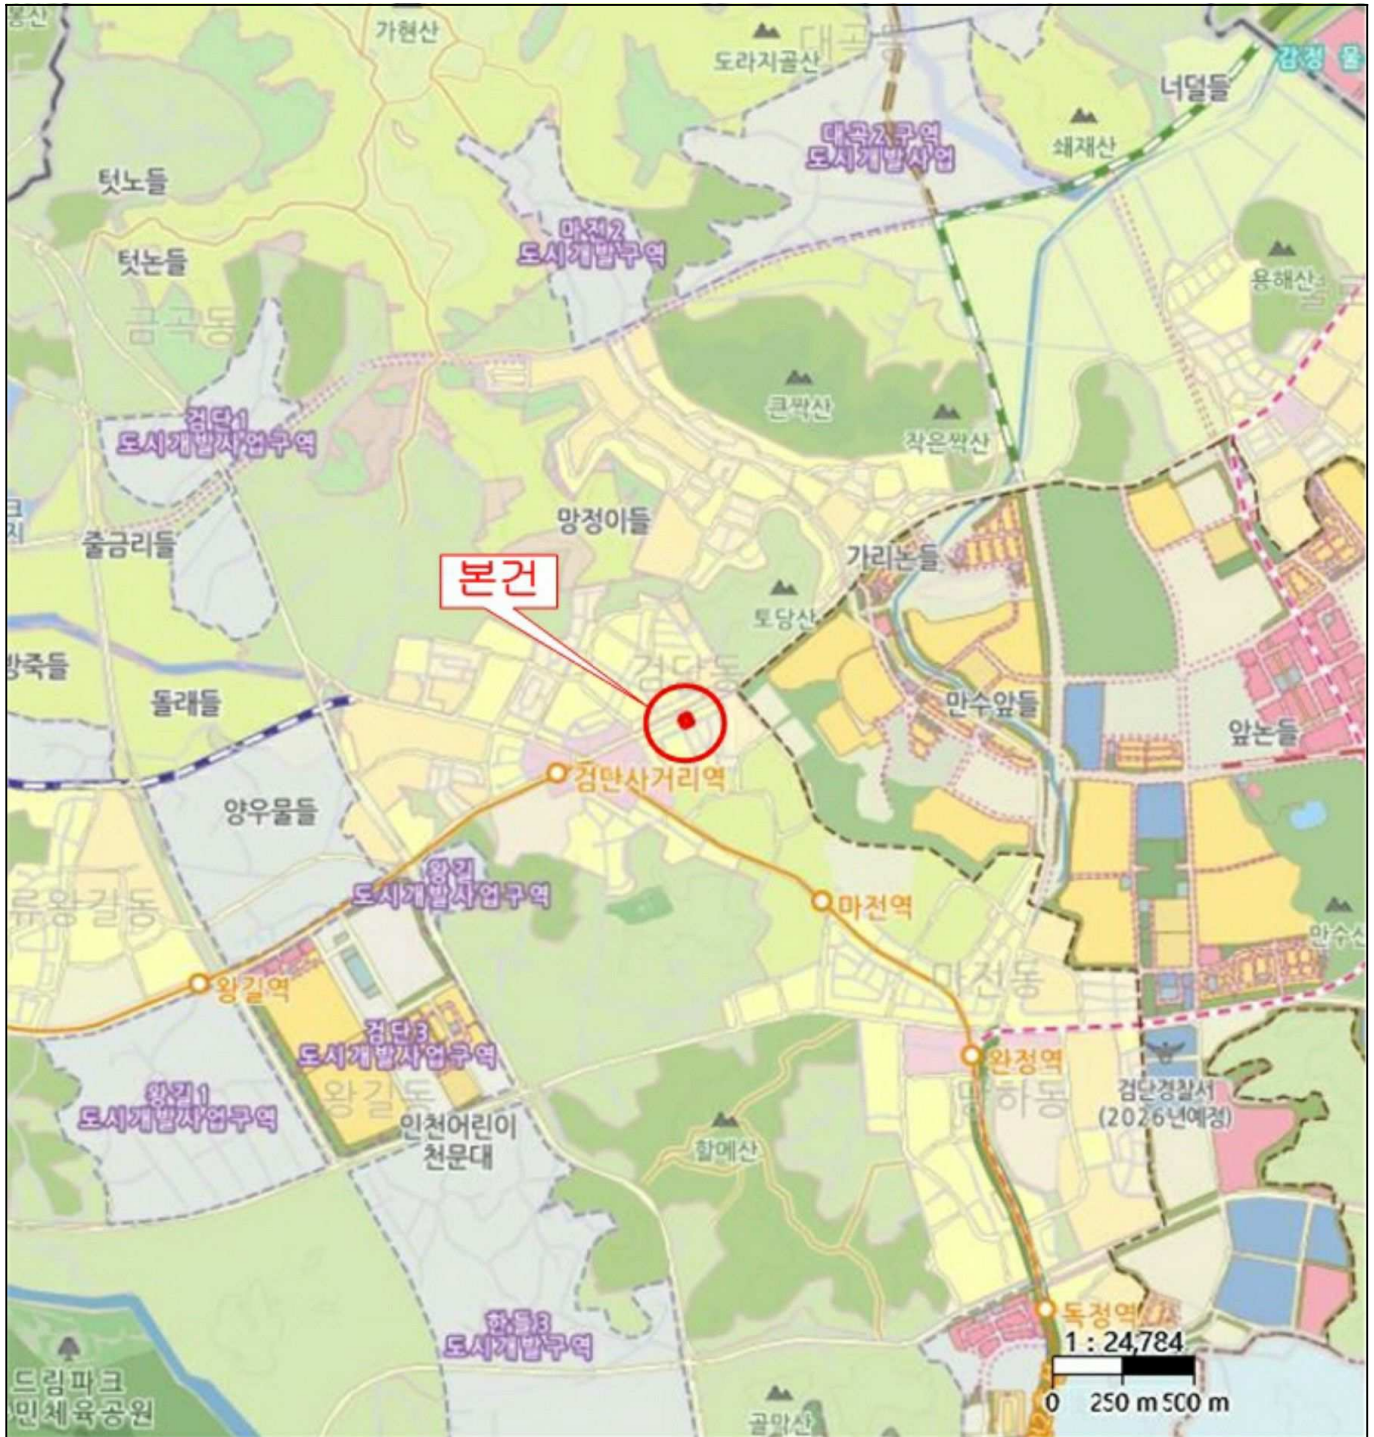 봉산
가현산
도라지골산
대곡동
감정 물
너덜들
대곡2구역
도시개발사업
쇄재산
텃노들
마전2
도시개발구역
텃논들
용해산
금곡동
큰짝산
작은짝산
검단1
도시개발사업구역
망정이들
줄금리들
가리논들
본건
토당산
검단동
방죽들
돌래들
만수앞들
앞논들
검단사거리역
양우물들
왕길
도시개발사업구역
류왕길동
마전역
만수산
마전동
왕길역
검단3
도시개발사업구역
완정역
왕길1
도시개발사업구역
왕길동
당하동
검단경찰서
(2026년예정)
인천어린이
천문대
할메산
한들3
도시개발구역
독정역
1 : 24,784
0 250 m 500 m
드림파크
민체육공원
골막산